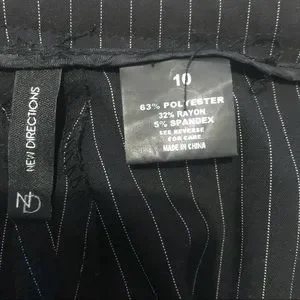 NEW DIRECTIONS
ND
10
63% POLYESTER
32% RAYON
5% SPANDEX
SEE REVERSE
FOR CARE
MADE IN CHINA